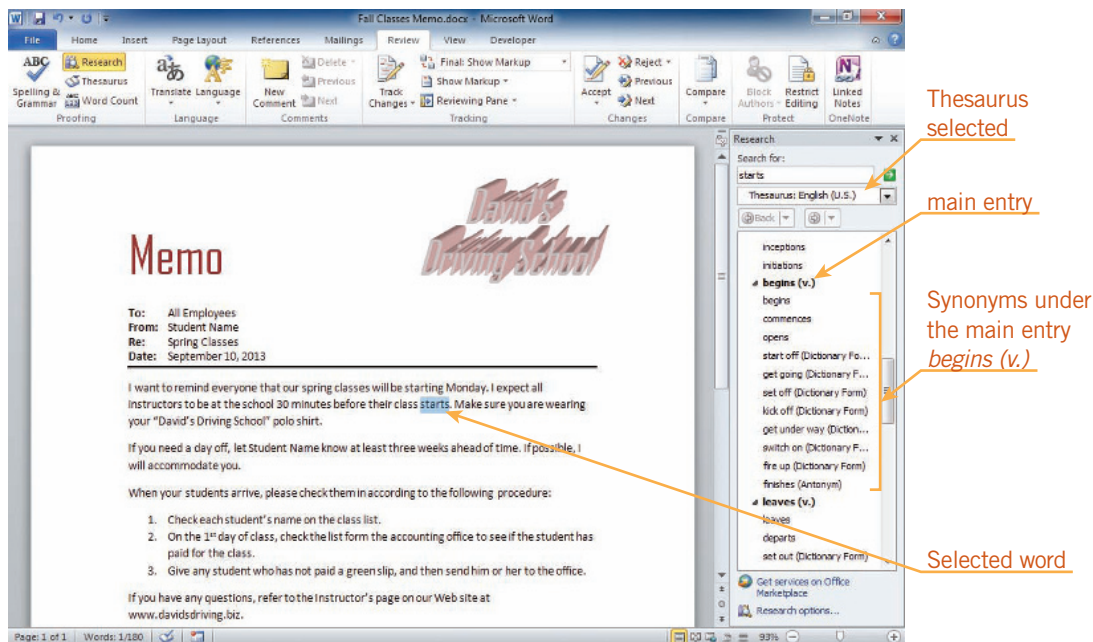 Fall Classes Memo.docx - Microsoft Word
File Home Insert Page Layout References Mailings Review View Developer
ABC
Spelling & Grammar
Research
Thesaurus
Word Count
Proofing
Translate Language
Language
New Comment
Delete
Previous
Next
Comments
Track Changes
Final: Show Markup
Show Markup
Reviewing Pane
Tracking
Accept
Reject
Previous
Next
Changes
Compare
Compare
Block Authors
Restrict Editing
Protect
Linked Notes
OneNote
David's
Driving School
Memo
To: All Employees
From: Student Name
Re: Spring Classes
Date: September 10, 2013
I want to remind everyone that our spring classes will be starting Monday. I expect all
instructors to be at the school 30 minutes before their class starts. Make sure you are wearing
your “David’s Driving School” polo shirt.
If you need a day off, let Student Name know at least three weeks ahead of time. If possible, I
will accommodate you.
When your students arrive, please check them in according to the following procedure:
1. Check each student’s name on the class list.
2. On the 1st day of class, check the list form the accounting office to see if the student has
paid for the class.
3. Give any student who has not paid a green slip, and then send him or her to the office.
If you have any questions, refer to the Instructor’s page on our Web site at
www.davidsdriving.biz.
Research
Search for:
starts
Thesaurus: English (U.S.)
Back
inceptions
initiations
begins (v.)
begins
commences
opens
start off (Dictionary Fo...
get going (Dictionary F...
set off (Dictionary Form)
kick off (Dictionary Form)
get under way (Diction...
switch on (Dictionary F...
fire up (Dictionary Form)
finishes (Antonym)
leaves (v.)
leaves
departs
set out (Dictionary Form)
Get services on Office
Marketplace
Research options...
Page: 1 of 1 Words: 1/180
93%
Thesaurus
selected
main entry
Synonyms under
the main entry
begins (v.)
Selected word